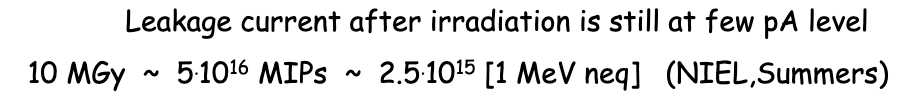 Leakage current after irradiation is still at few pA level
10 MGy ~ 5·10¹⁶ MIPs ~ 2.5·10¹⁵ [1 MeV neq] (NIEL,Summers)